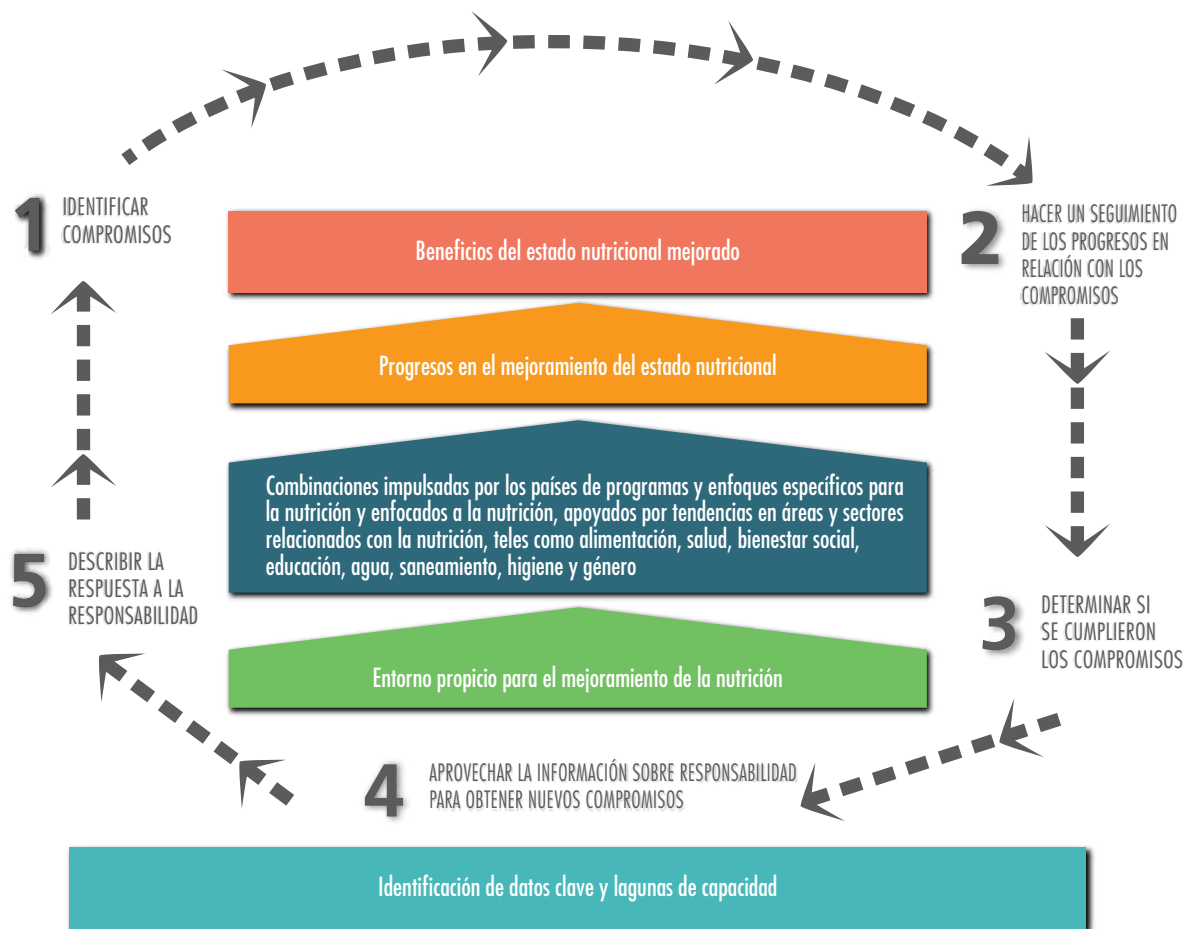 1 IDENTIFICAR
COMPROMISOS
2 HACER UN SEGUIMIENTO
DE LOS PROGRESOS EN
RELACIÓN CON LOS
COMPROMISOS
Beneficios del estado nutricional mejorado
Progresos en el mejoramiento del estado nutricional
Combinaciones impulsadas por los países de programas y enfoques específicos para
la nutrición y enfocados a la nutrición, apoyados por tendencias en áreas y sectores
relacionados con la nutrición, teles como alimentación, salud, bienestar social,
educación, agua, saneamiento, higiene y género
Entorno propicio para el mejoramiento de la nutrición
3 DETERMINAR SI
SE CUMPLIERON
LOS COMPROMISOS
4 APROVECHAR LA INFORMACIÓN SOBRE RESPONSABILIDAD
PARA OBTENER NUEVOS COMPROMISOS
5 DESCRIBIR LA
RESPUESTA A LA
RESPONSABILIDAD
Identificación de datos clave y lagunas de capacidad